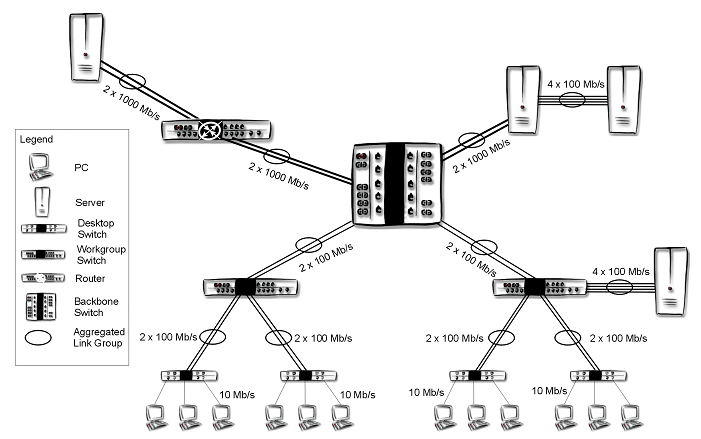 4 x 100 Mb/s
2 x 1000 Mb/s
2 x 1000 Mb/s
2 x 1000 Mb/s
Legend
PC
Server
Desktop
Switch
Workgroup
Switch
Router
Backbone
Switch
Aggregated
Link Group
2 x 100 Mb/s
2 x 100 Mb/s
4 x 100 Mb/s
2 x 100 Mb/s
2 x 100 Mb/s
2 x 100 Mb/s
2 x 100 Mb/s
10 Mb/s
10 Mb/s
10 Mb/s
10 Mb/s